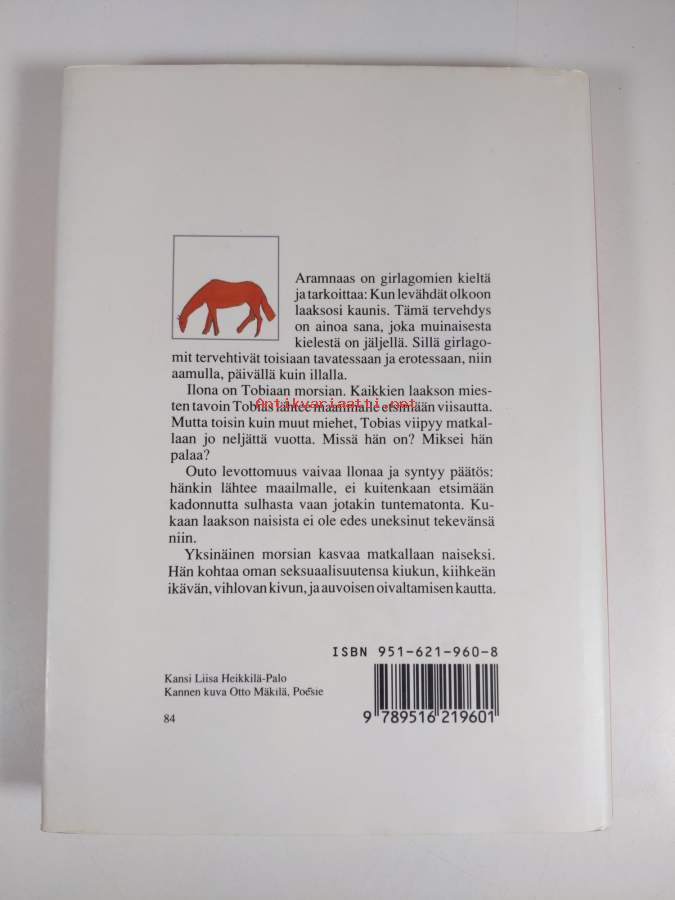 Aramnaas on girlagomien kieltä
ja tarkoittaa: Kun levähdät olkoon
laaksosi kaunis. Tämä tervehdys
on ainoa sana, joka muinaisesta
kielestä on jäljellä. Sillä girlago-
mit tervehtivät toisiaan tavatessaan ja erotessaan, niin
aamulla, päivällä kuin illalla.
Ilona on Tobiaan morsian. Kaikkien laakson mies-
Antikvariaatti.net
ten tavoin Tobias lähtee maailmalle etsimään viisautta.
Mutta toisin kuin muut miehet, Tobias viipyy matkal-
laan jo neljättä vuotta. Missä hän on? Miksei hän
palaa?
Outo levottomuus vaivaa Ilonaa ja syntyy päätös:
hänkin lähtee maailmalle, ei kuitenkaan etsimään
kadonnutta sulhasta vaan jotakin tuntematonta. Ku-
kaan laakson naisista ei ole edes uneksinut tekevänsä
niin.
Yksinäinen morsian kasvaa matkallaan naiseksi.
Hän kohtaa oman seksuaalisuutensa kiukun, kiihkeän
ikävän, vihlovan kivun, ja auvoisen oivaltamisen kautta.
ISBN 951-621-960-8
Kansi Liisa Heikkilä-Palo
Kannen kuva Otto Mäkilä, Poésie
84
9 789516 219601